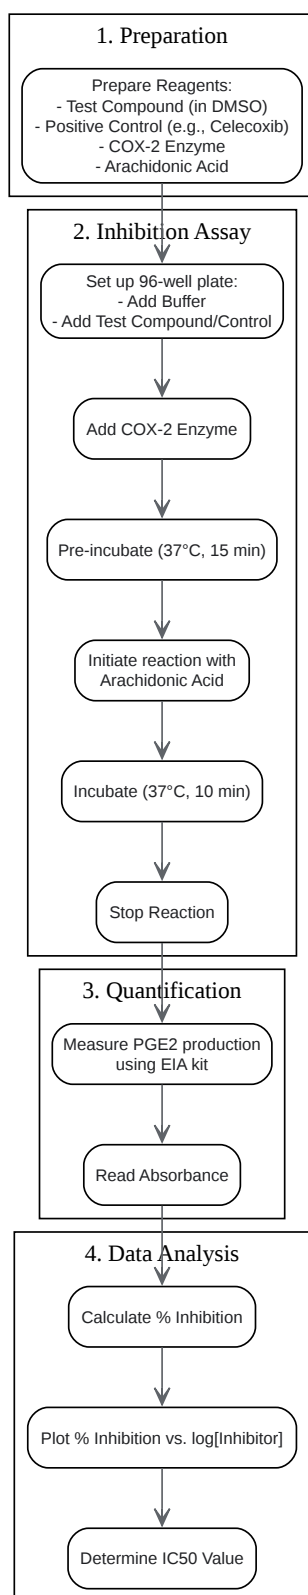 1. Preparation
Prepare Reagents:
- Test Compound (in DMSO)
- Positive Control (e.g., Celecoxib)
- COX-2 Enzyme
- Arachidonic Acid
2. Inhibition Assay
Set up 96-well plate:
- Add Buffer
- Add Test Compound/Control
Add COX-2 Enzyme
Pre-incubate (37°C, 15 min)
Initiate reaction with
Arachidonic Acid
Incubate (37°C, 10 min)
Stop Reaction
3. Quantification
Measure PGE2 production
using EIA kit
Read Absorbance
4. Data Analysis
Calculate % Inhibition
Plot % Inhibition vs. log[Inhibitor]
Determine IC50 Value